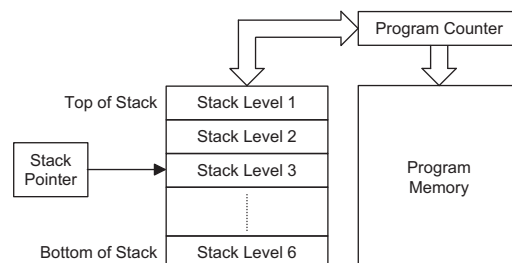 Program Counter
Top of Stack
Stack Level 1
Stack Level 2
Stack
Pointer
Stack Level 3
Program
Memory
Bottom of Stack
Stack Level 6